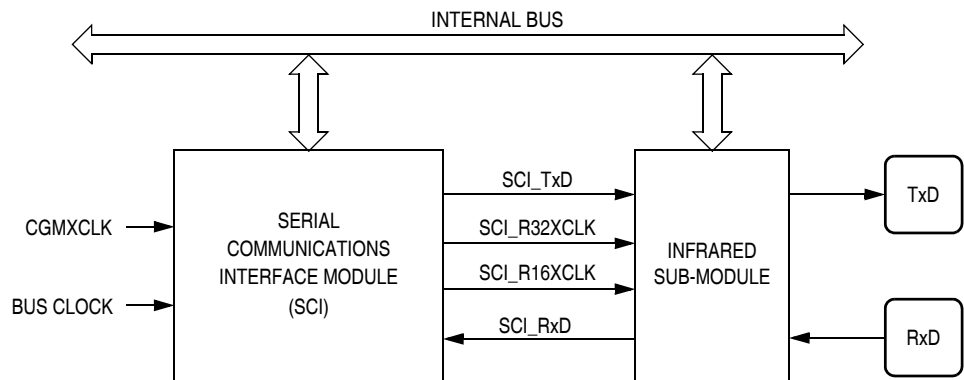 INTERNAL BUS
SCI_TxD
TxD
CGMXCLK
SERIAL
COMMUNICATIONS
INTERFACE MODULE
(SCI)
SCI_R32XCLK
INFRARED
SUB-MODULE
SCI_R16XCLK
BUS CLOCK
SCI_RxD
RxD